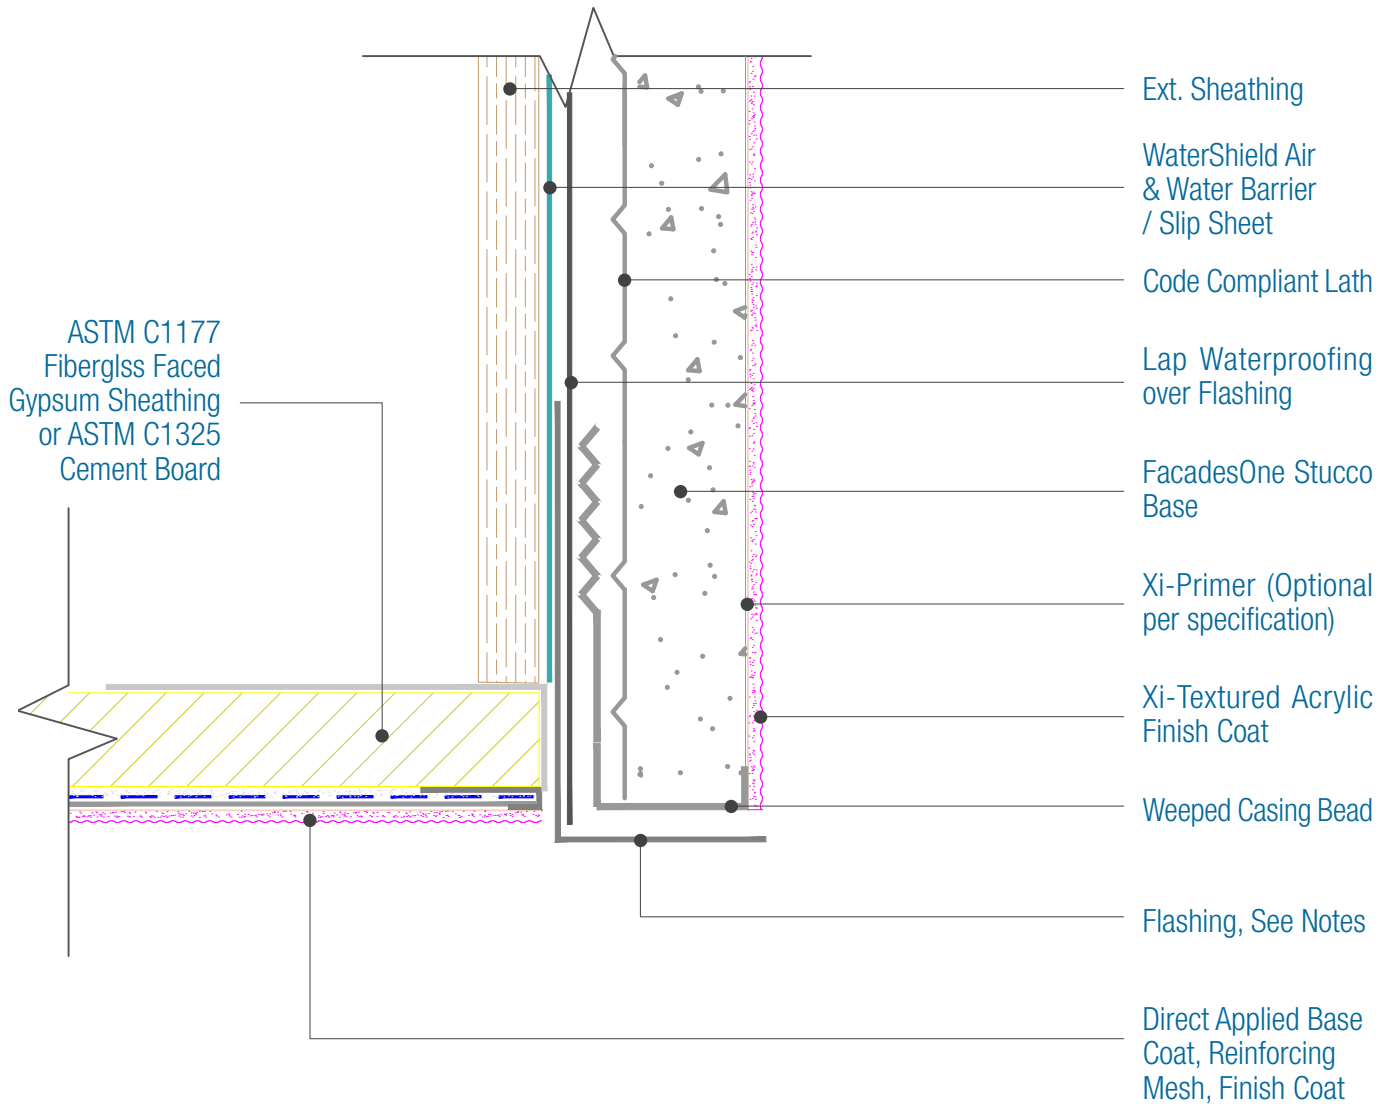 Ext. Sheathing
WaterShield Air
& Water Barrier
/ Slip Sheet
Code Compliant Lath
ASTM C1177
Fiberglss Faced
Gypsum Sheathing
or ASTM C1325
Cement Board
Lap Waterproofing
over Flashing
FacadesOne Stucco
Base
Xi-Primer (Optional
per specification)
Xi-Textured Acrylic
Finish Coat
Weeped Casing Bead
Flashing, See Notes
Direct Applied Base
Coat, Reinforcing
Mesh, Finish Coat